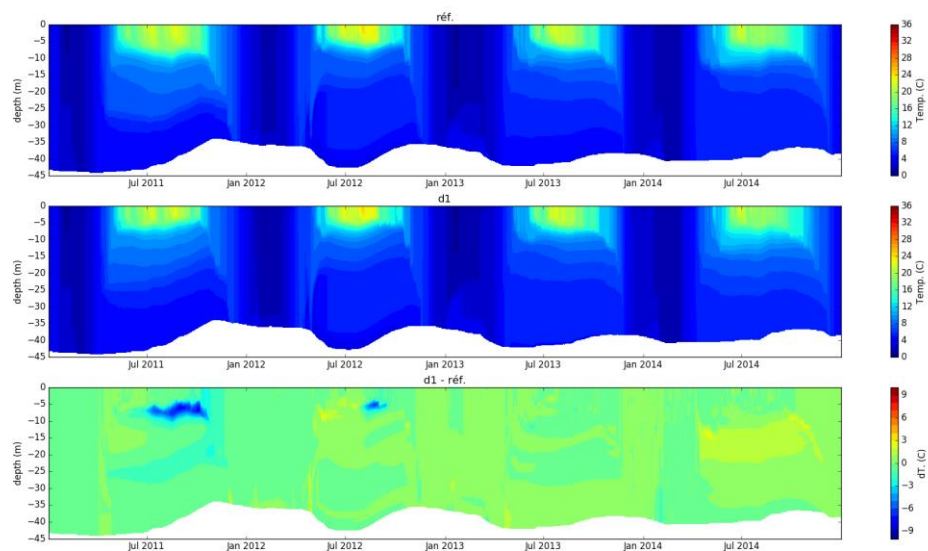 réf.
0
−5
−10
−15
−20
−25
−30
−35
−40
−45
depth (m)
Jul 2011
Jan 2012
Jul 2012
Jan 2013
Jul 2013
Jan 2014
Jul 2014
36
32
28
24
20
16
12
8
4
0
Temp. (C)
d1
0
−5
−10
−15
−20
−25
−30
−35
−40
−45
depth (m)
Jul 2011
Jan 2012
Jul 2012
Jan 2013
Jul 2013
Jan 2014
Jul 2014
36
32
28
24
20
16
12
8
4
0
Temp. (C)
d1 - réf.
0
−5
−10
−15
−20
−25
−30
−35
−40
−45
depth (m)
Jul 2011
Jan 2012
Jul 2012
Jan 2013
Jul 2013
Jan 2014
Jul 2014
9
6
3
0
−3
−6
−9
dT. (C)